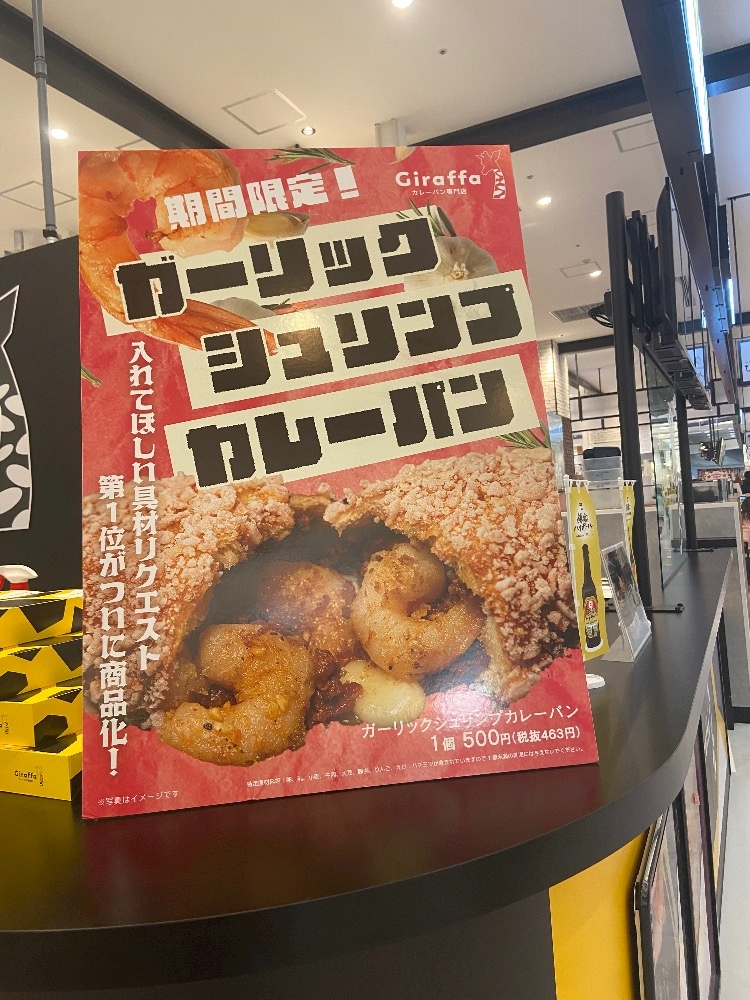 期間限定!
Giraffa
カレーパン専門店
ガーリック
シュリンプ
カレーパン
入れてほしい具材リクエスト
第1位がついに商品化!
ガーリックシュリンプカレーパン
1個 500円(税抜463円)
※写真はイメージです
Giraffa